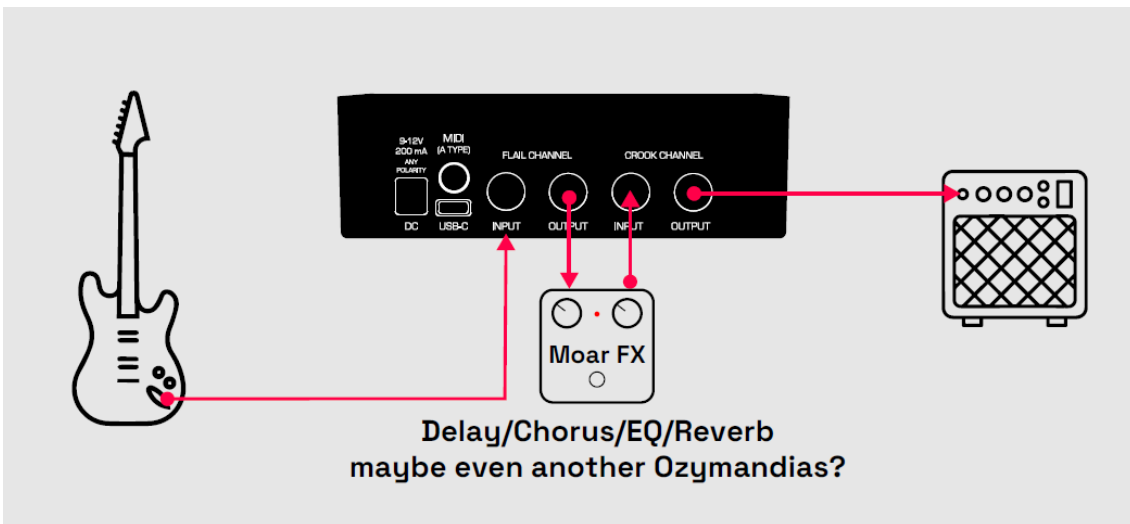 9-12V
200 mA
ANY
POLARITY
DC
MIDI
(A TYPE)
USB-C
FLAIL CHANNEL
INPUT
OUTPUT
CROOK CHANNEL
INPUT
OUTPUT
Moar FX
Delay/Chorus/EQ/Reverb
maybe even another Ozymandias?